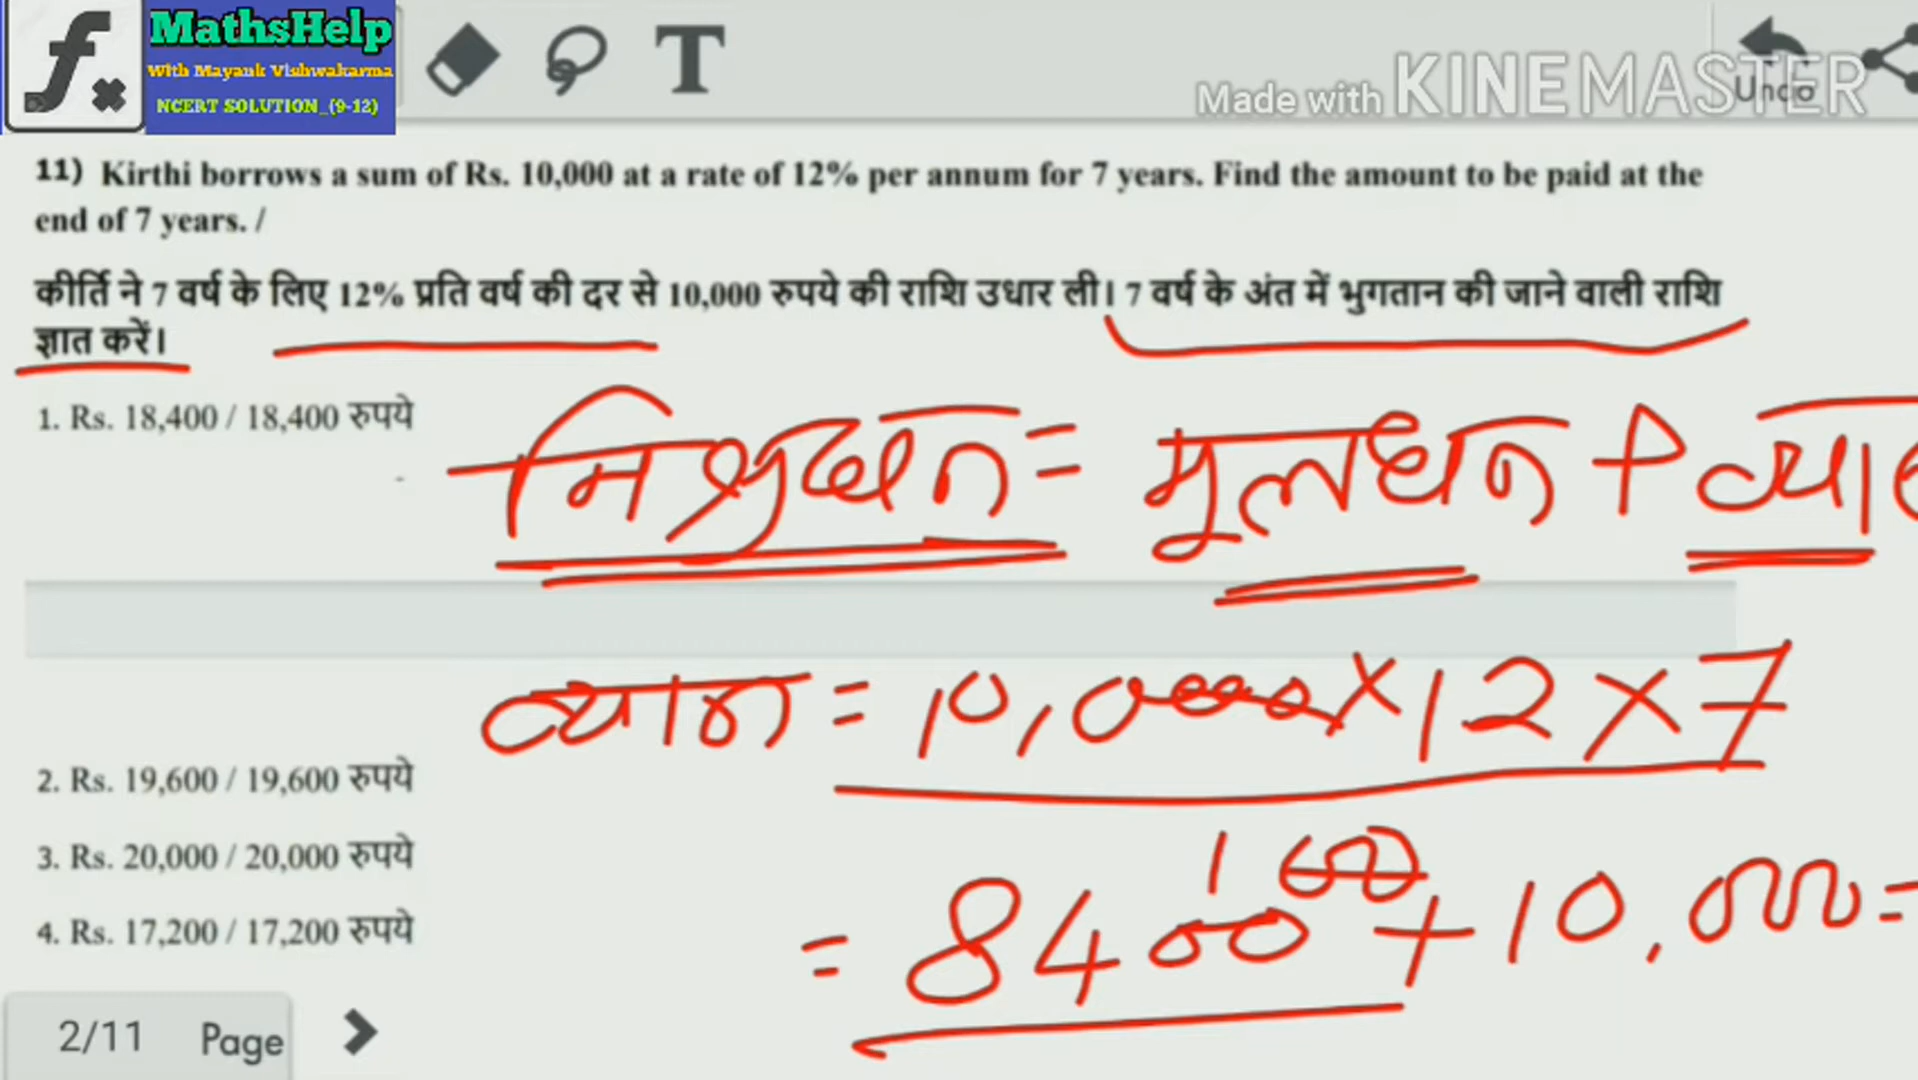 MathsHelp
With Mayank Vishwakarma
NCERT SOLUTION_(9-12)
T
Made with KINEMASTER
Undo
11) Kirthi borrows a sum of Rs. 10,000 at a rate of 12% per annum for 7 years. Find the amount to be paid at the
end of 7 years. /
कीर्ति ने 7 वर्ष के लिए 12% प्रति वर्ष की दर से 10,000 रुपये की राशि उधार ली। 7 वर्ष के अंत में भुगतान की जाने वाली राशि
ज्ञात करें।
1. Rs. 18,400 / 18,400 रुपये
मिश्रधन = मूलधन +
ब्याज = 10,000 × 12 × 7
2. Rs. 19,600 / 19,600 रुपये
100
3. Rs. 20,000 / 20,000 रुपये
= 8400 + 10,000 =
4. Rs. 17,200 / 17,200 रुपये
2/11 Page